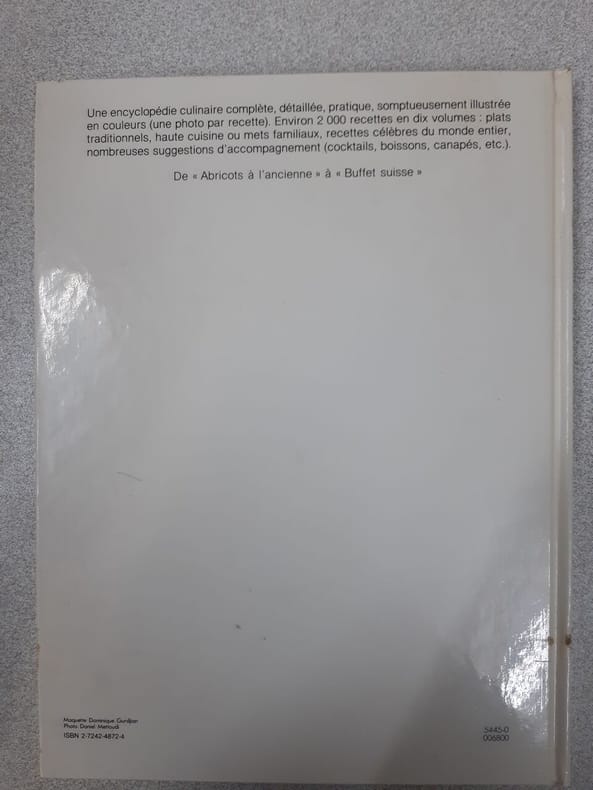 Une encyclopédie culinaire complète, détaillée, pratique, somptueusement illustrée
en couleurs (une photo par recette). Environ 2 000 recettes en dix volumes : plats
traditionnels, haute cuisine ou mets familiaux, recettes célèbres du monde entier,
nombreuses suggestions d'accompagnement (cocktails, boissons, canapés, etc.).
De « Abricots à l'ancienne » à « Buffet suisse »
Maquette: Dominique Gurdjian
Photo: Daniel Mettoudi
ISBN 2-7242-4872-4
5445-0
006800